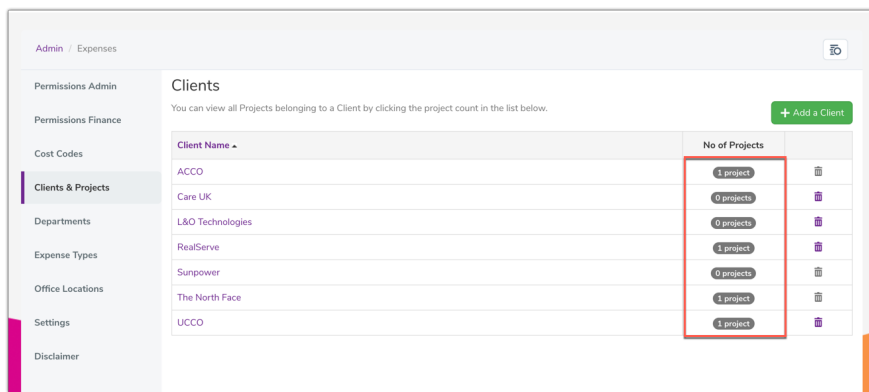 Admin / Expenses
Permissions Admin
Permissions Finance
Cost Codes
Clients & Projects
Departments
Expense Types
Office Locations
Settings
Disclaimer
Clients
You can view all Projects belonging to a Client by clicking the project count in the list below.
+ Add a Client
Client Name No of Projects
ACCO 1 project
Care UK 0 projects
L&O Technologies 0 projects
RealServe 1 project
Sunpower 0 projects
The North Face 1 project
UCCO 1 project